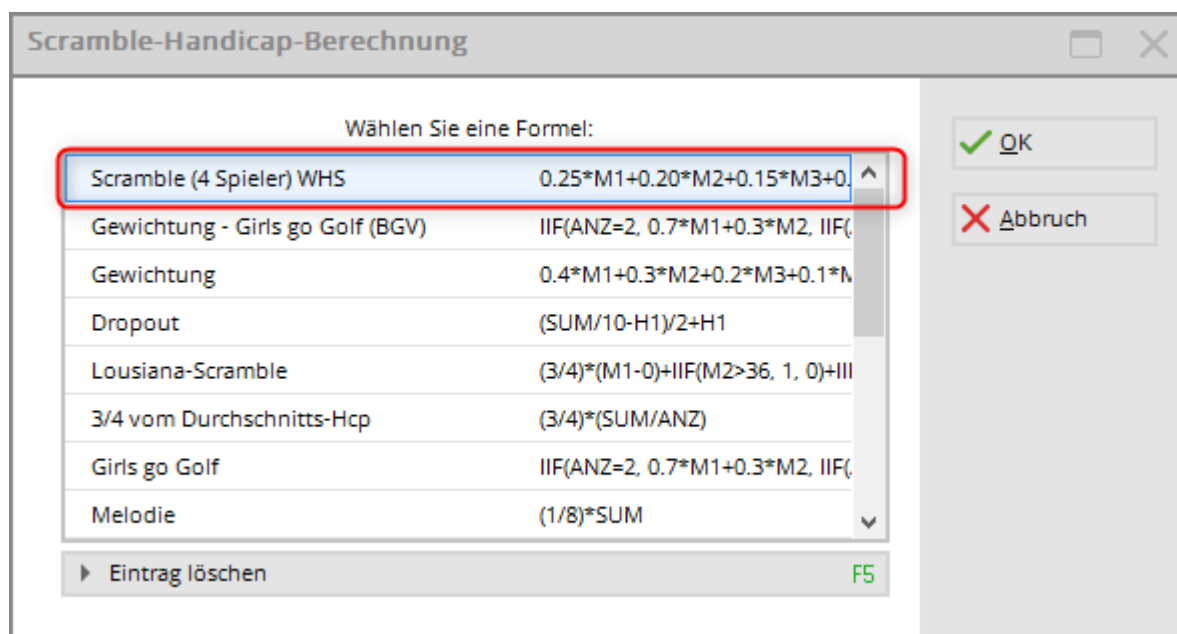 Scramble-Handicap-Berechnung
Wählen Sie eine Formel:
Scramble (4 Spieler) WHS 0.25*M1+0.20*M2+0.15*M3+0.
Gewichtung - Girls go Golf (BGV) IIF(ANZ=2, 0.7*M1+0.3*M2, IIF(.
Gewichtung 0.4*M1+0.3*M2+0.2*M3+0.1*M
Dropout (SUM/10-H1)/2+H1
Lousiana-Scramble (3/4)*(M1-0)+IIF(M2>36, 1, 0)+III
3/4 vom Durchschnitts-Hcp (3/4)*(SUM/ANZ)
Girls go Golf IIF(ANZ=2, 0.7*M1+0.3*M2, IIF(.
Melodie (1/8)*SUM
Eintrag löschen F5
OK
Abbruch